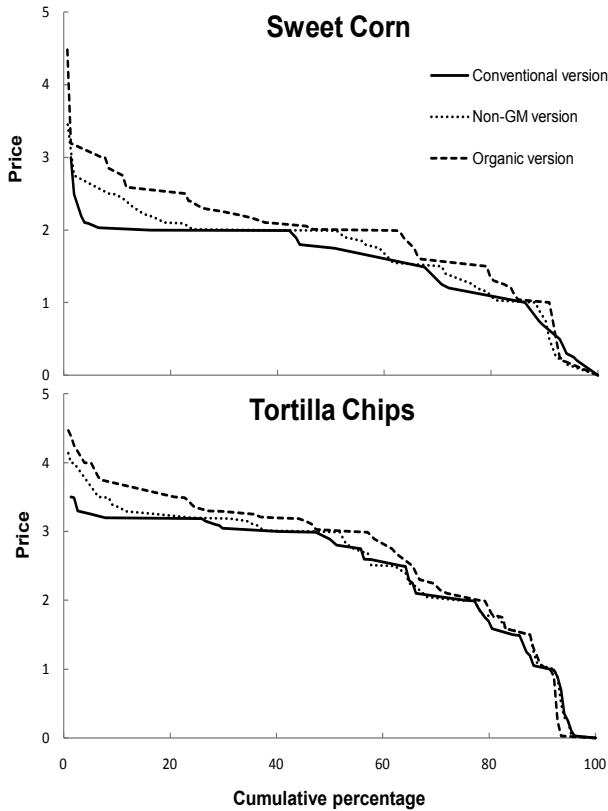 Sweet Corn
5
4
3
2
1
0
Price
Conventional version
Non-GM version
Organic version
Tortilla Chips
5
4
3
2
1
0
Price
0 20 40 60 80 100
Cumulative percentage